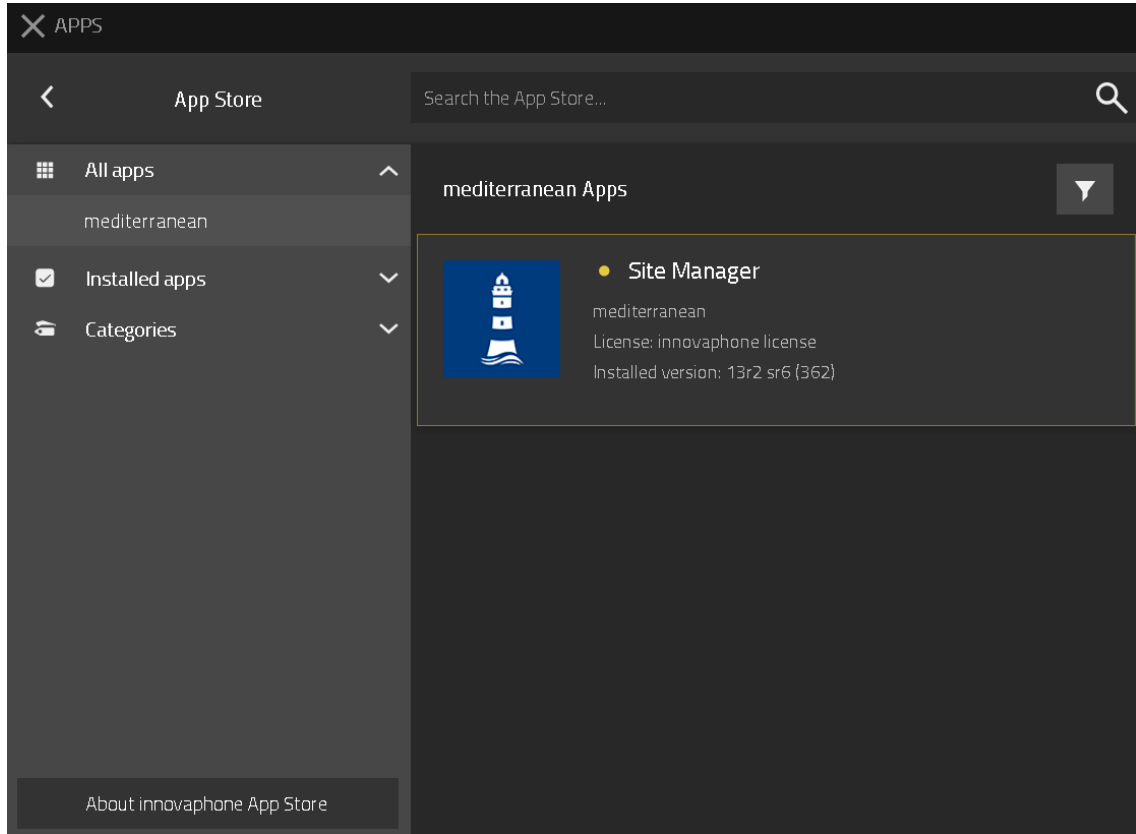 APPS
App Store
Search the App Store...
All apps
mediterranean
Installed apps
Categories
About innovaphone App Store
mediterranean Apps
Site Manager
mediterranean
License: innovaphone license
Installed version: 13r2 sr6 (362)